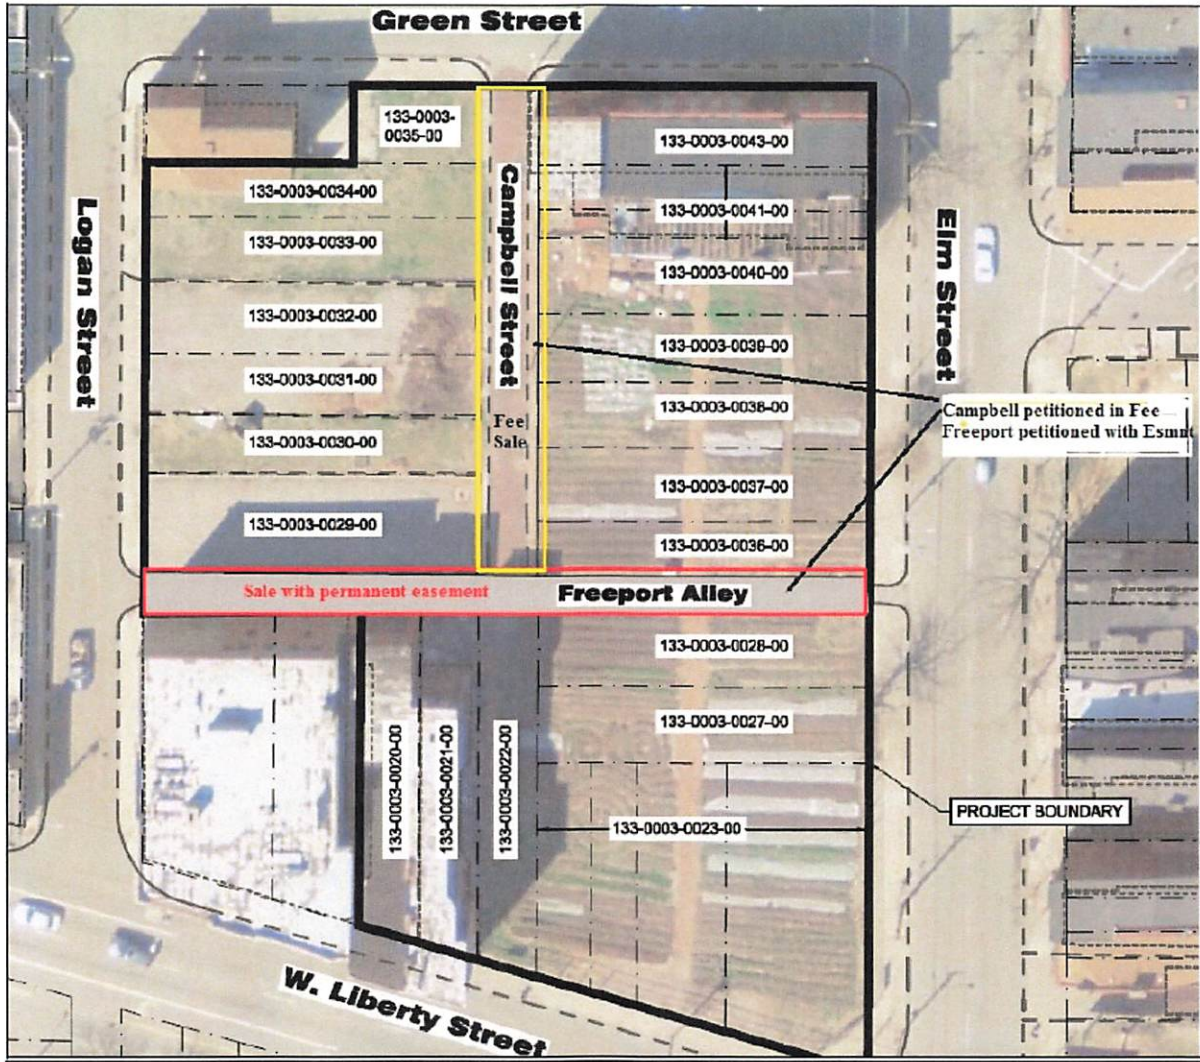 Green Street
133-0003-
0035-00
133-0003-0043-00
133-0003-0034-00
133-0003-0041-00
133-0003-0033-00
133-0003-0040-00
Logan Street
Campbell Street
Elm Street
133-0003-0032-00
133-0003-0039-00
133-0003-0031-00
133-0003-0038-00
Campbell petitioned in Fee
Freeport petitioned with Esmnt
Fee
Sale
133-0003-0030-00
133-0003-0037-00
133-0003-0029-00
133-0003-0036-00
Sale with permanent easement
Freeport Alley
133-0003-0028-00
133-0003-0027-00
133-0003-0020-00
133-0003-0021-00
133-0003-0022-00
133-0003-0023-00
PROJECT BOUNDARY
W. Liberty Street